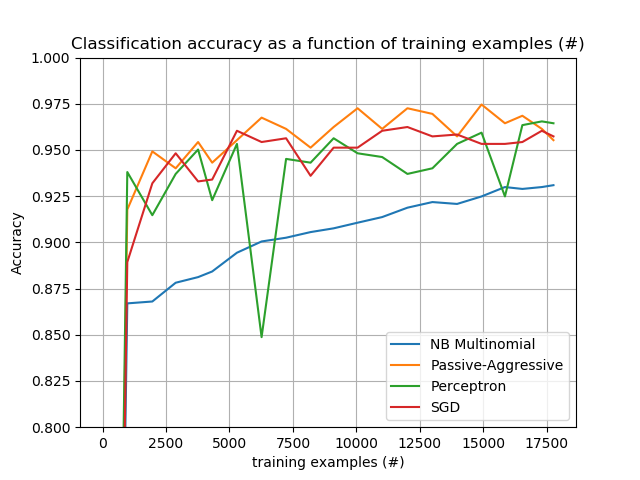 Classification accuracy as a function of training examples (#)
1.000
0.975
0.950
0.925
0.900
0.875
0.850
0.825
0.800
Accuracy
NB Multinomial
Passive-Aggressive
Perceptron
SGD
0 2500 5000 7500 10000 12500 15000 17500
training examples (#)